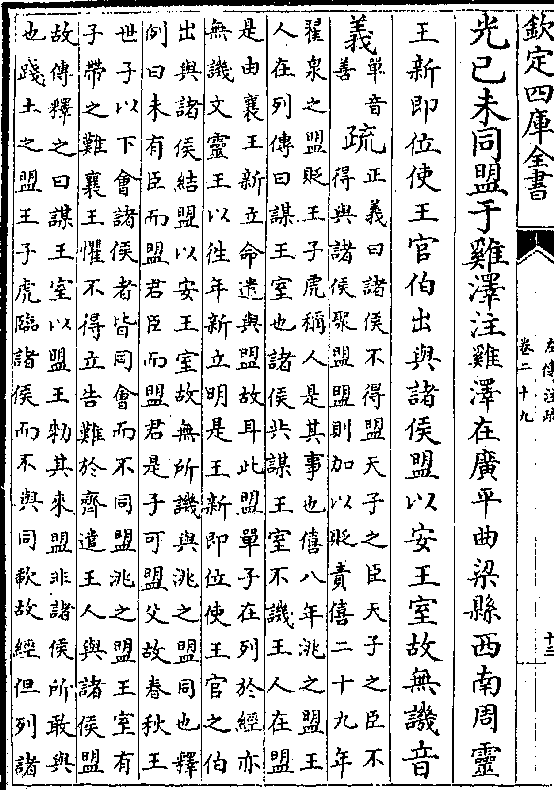 欽定四庫全書
左傳注疏
卷二十九
十三
光己未同盟于雞澤注雞澤在廣平曲梁縣西南周靈
王新即位使王官伯出與諸侯盟以安王室故無譏音
義單音善疏正義曰諸侯不得盟天子之臣天子之臣不
得與諸侯聚盟盟則加以貶責僖二十九年
翟泉之盟貶王子虎稱人是其事也僖八年洮之盟王
人在列傳曰謀王室也諸侯共謀王室不譏王人在盟
是由襄王新立命遣與盟故耳此盟單子在列於經亦
無譏文靈王以徃年新立明是王新即位使王官之伯
出與諸侯結盟以安王室故無所譏與洮之盟同也釋
例曰未有臣而盟君臣而盟君是子可盟父故春秋王
世子以下會諸侯者皆同會而不同盟洮之盟王室有
子帶之難襄王懼不得立告難於齊遣王人與諸侯盟
故傳釋之曰謀王室以盟王勑其來盟非諸侯所敢與
也踐土之盟王子虎臨諸侯而不與同歃故經但列諸